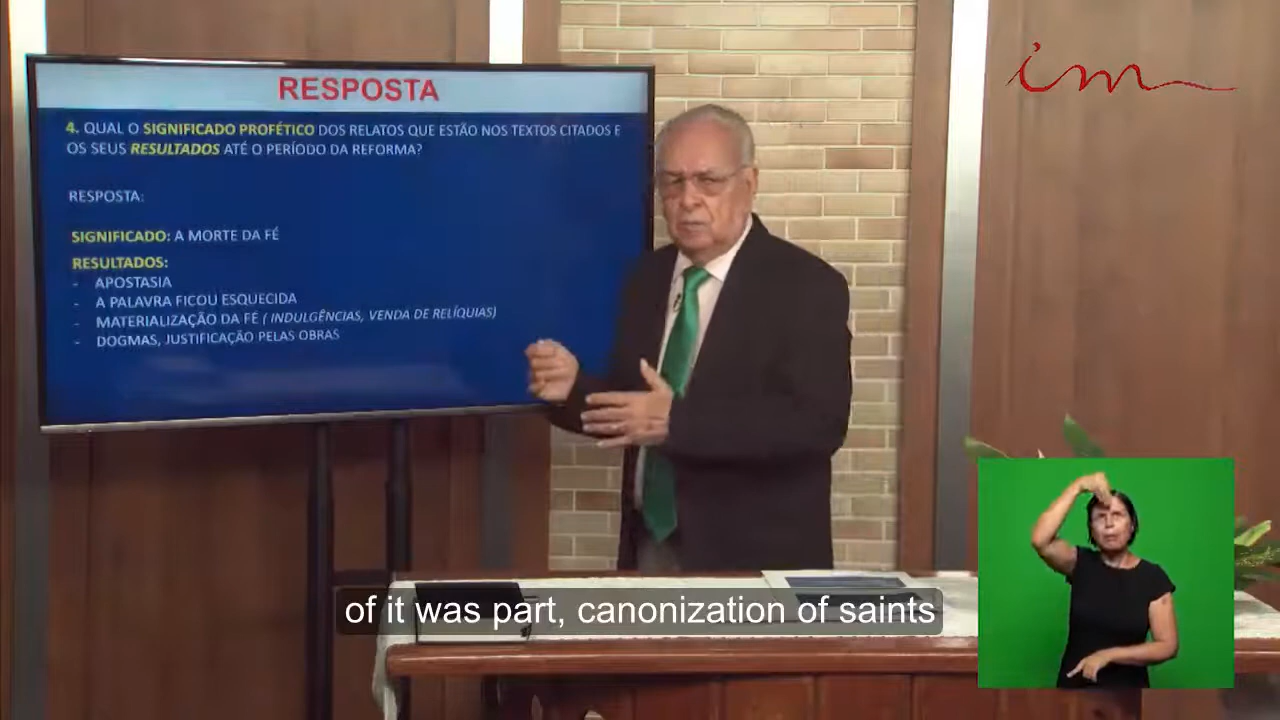 im
RESPOSTA
4. QUAL O SIGNIFICADO PROFÉTICO DOS RELATOS QUE ESTÃO NOS TEXTOS CITADOS E
OS SEUS RESULTADOS ATÉ O PERÍODO DA REFORMA?
RESPOSTA:
SIGNIFICADO: A MORTE DA FÉ
RESULTADOS:
- APOSTASIA
- A PALAVRA FICOU ESQUECIDA
- MATERIALIZAÇÃO DA FÉ ( INDULGÊNCIAS, VENDA DE RELÍQUIAS)
- DOGMAS, JUSTIFICAÇÃO PELAS OBRAS
of it was part, canonization of saints